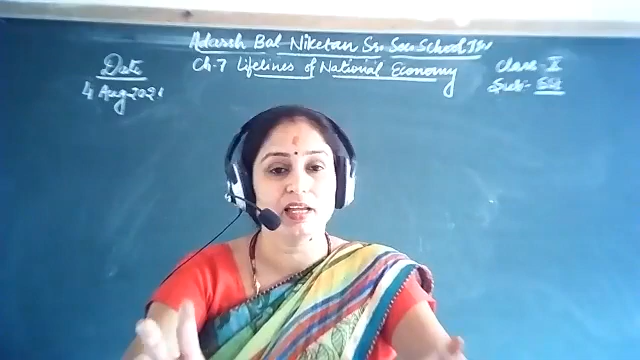 Adarsh Bal Niketan Sr. Sec. School
Date
Ch-7 Lifelines of National Economy
Class - X
4 Aug 2021
Sub - SSt